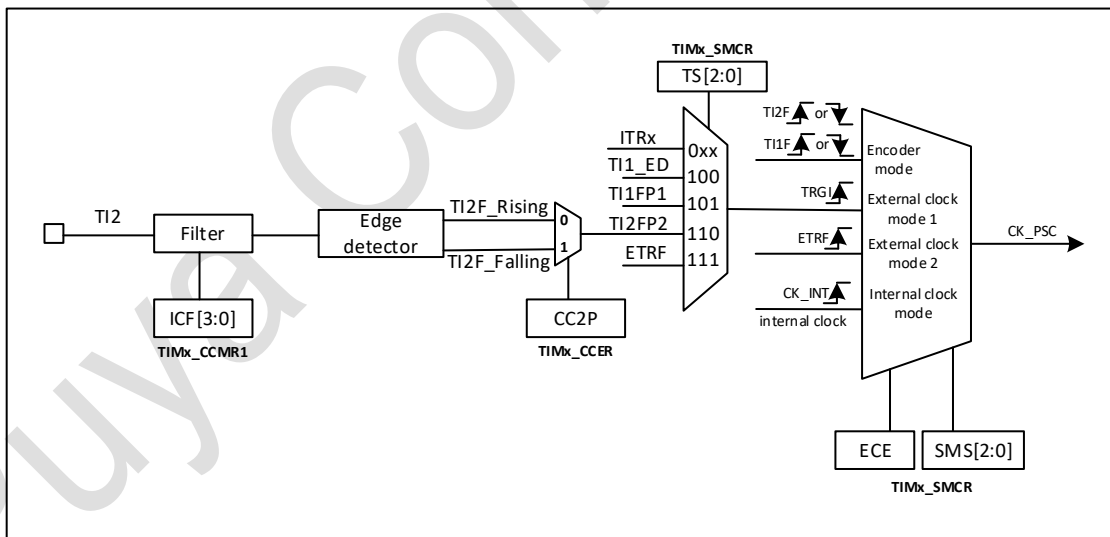 TIMx_SMCR
TS[2:0]
TI2F or
ITRx
0xx
TI1F or
Encoder
mode
TI1_ED
100
TRGI
TI2F_Rising
TI1FP1
101
External clock
mode 1
TI2
Filter
Edge
detector
0
TI2FP2
110
ETRF
External clock
mode 2
CK_PSC
1
TI2F_Falling
ETRF
111
CK_INT
Internal clock
mode
internal clock
ICF[3:0]
CC2P
TIMx_CCMR1
TIMx_CCER
ECE
SMS[2:0]
TIMx_SMCR
uya Con